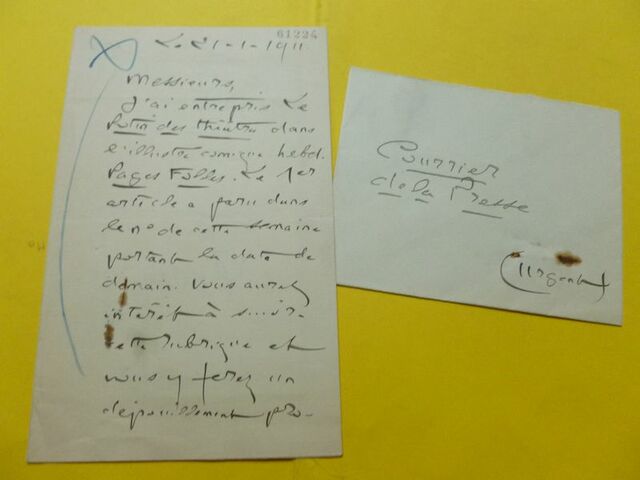 61224
Le 21-1-1911
Messieurs,
J'ai entrepris Le
Potin des théâtres dans
l'illustré comique hebd.
Pages Folles. Le 1er
article a paru dans
le no de cette semaine
portant la date de
demain. Vous aurez
intérêt à suivre
cette rubrique et
vous y ferez un
dépouillement pro-
Courrier
de la Presse
(Urgent)